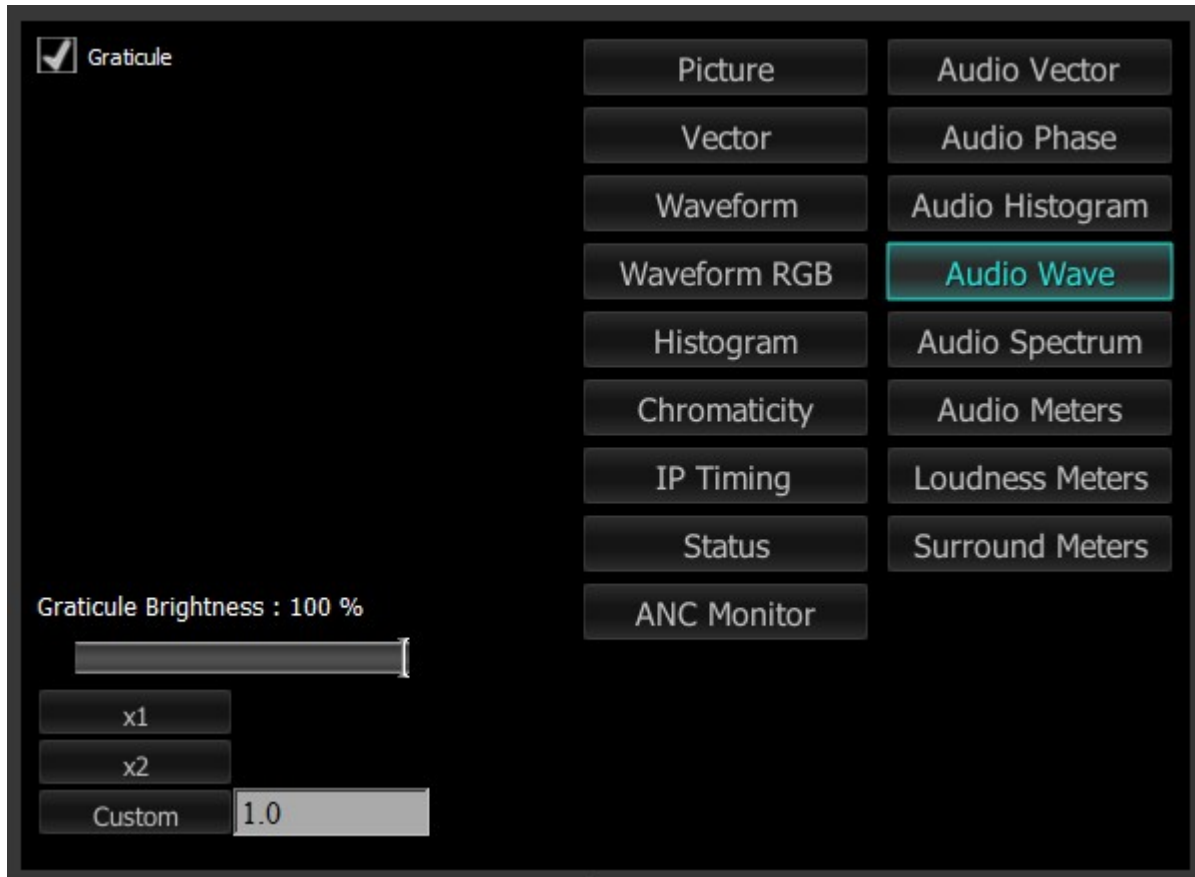 Graticule
Picture
Audio Vector
Vector
Audio Phase
Waveform
Audio Histogram
Waveform RGB
Audio Wave
Histogram
Audio Spectrum
Chromaticity
Audio Meters
IP Timing
Loudness Meters
Status
Surround Meters
Graticule Brightness : 100 %
ANC Monitor
x1
x2
Custom
1.0